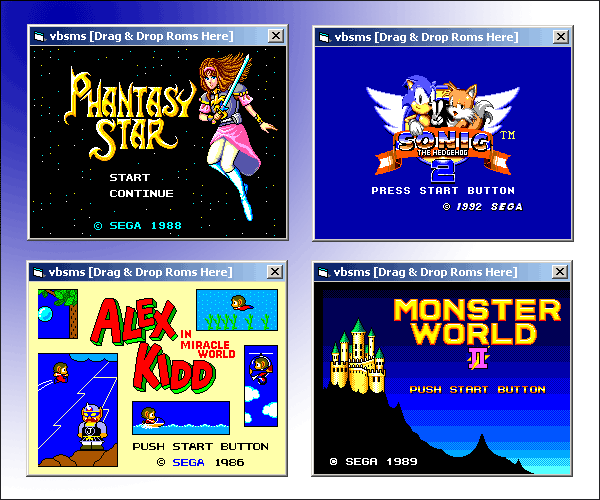 vbsms [Drag & Drop Roms Here]
PHANTASY
STAR
START
CONTINUE
© SEGA 1988
vbsms [Drag & Drop Roms Here]
SONIC
THE HEDGEHOG
TM
2
PRESS START BUTTON
© 1992 SEGA
vbsms [Drag & Drop Roms Here]
ALEX
KIDD
IN
MIRACLE
WORLD
PUSH START BUTTON
© SEGA 1986
vbsms [Drag & Drop Roms Here]
MONSTER
WORLD
II
PUSH START BUTTON
© SEGA 1989